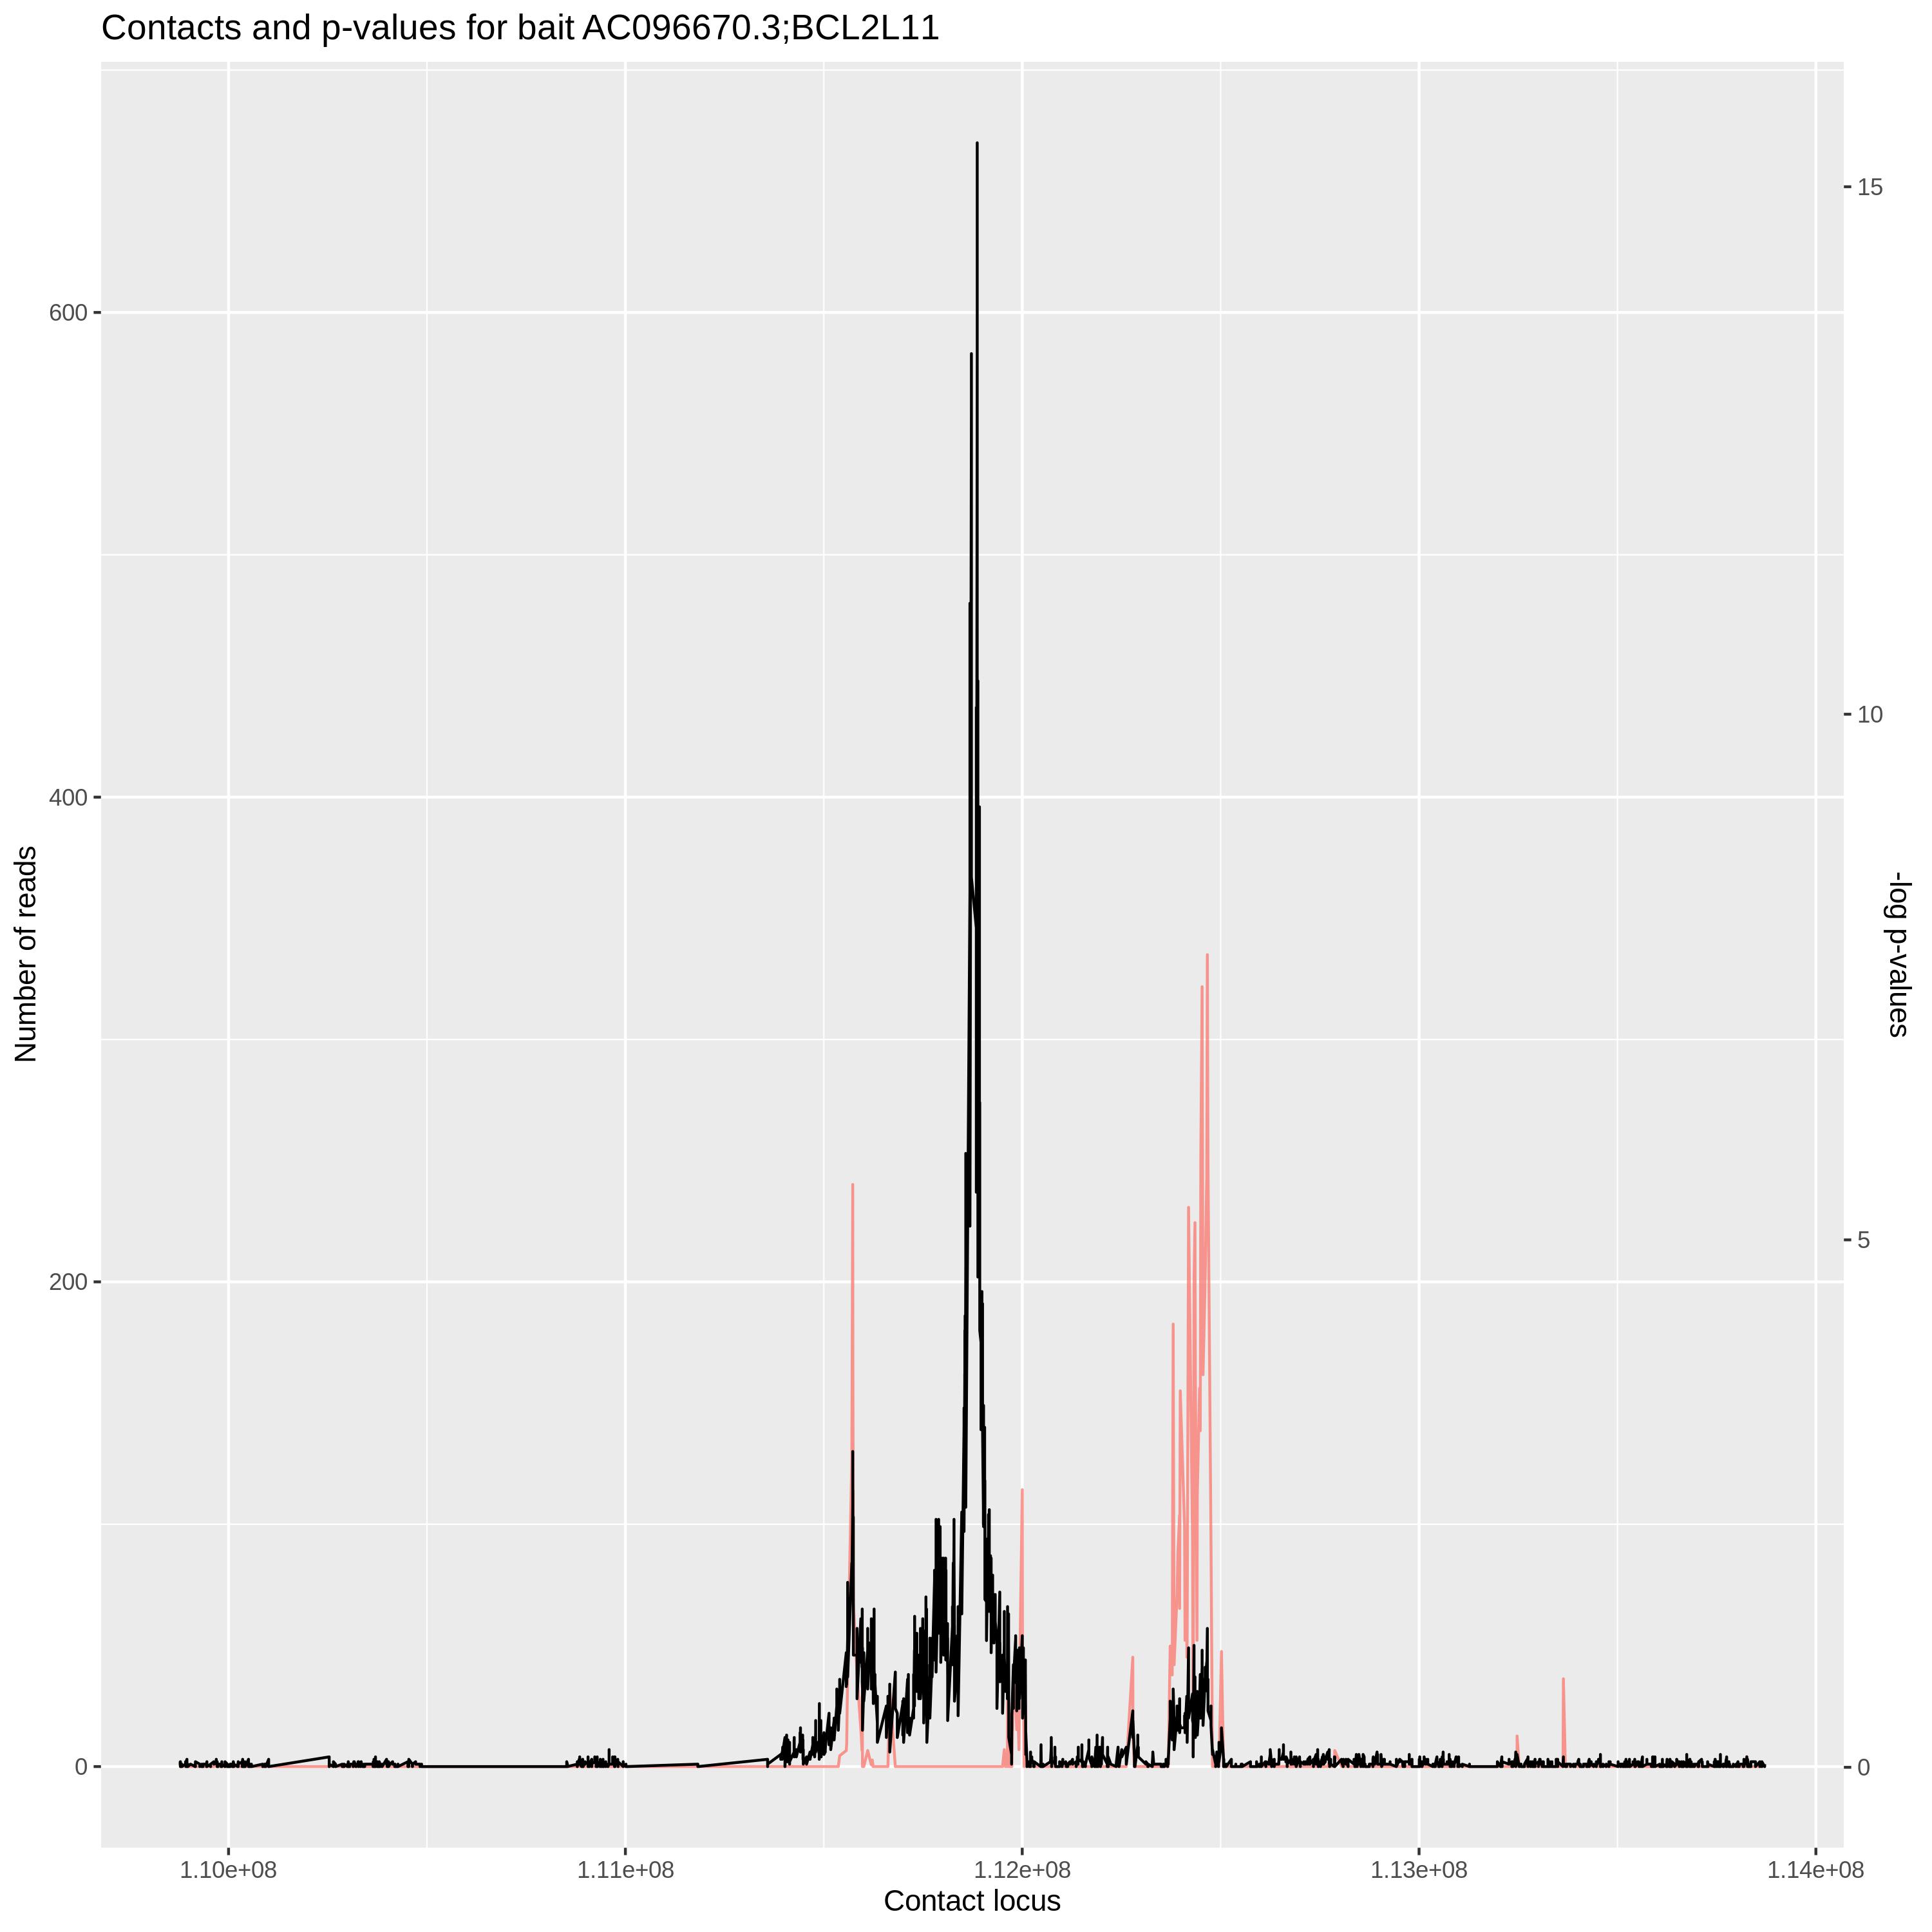 Contacts and p-values for bait AC096670.3;BCL2L11
Number of reads
600
400
200
0
15
10
5
0
-log p-values
1.10e+08
1.11e+08
1.12e+08
1.13e+08
1.14e+08
Contact locus